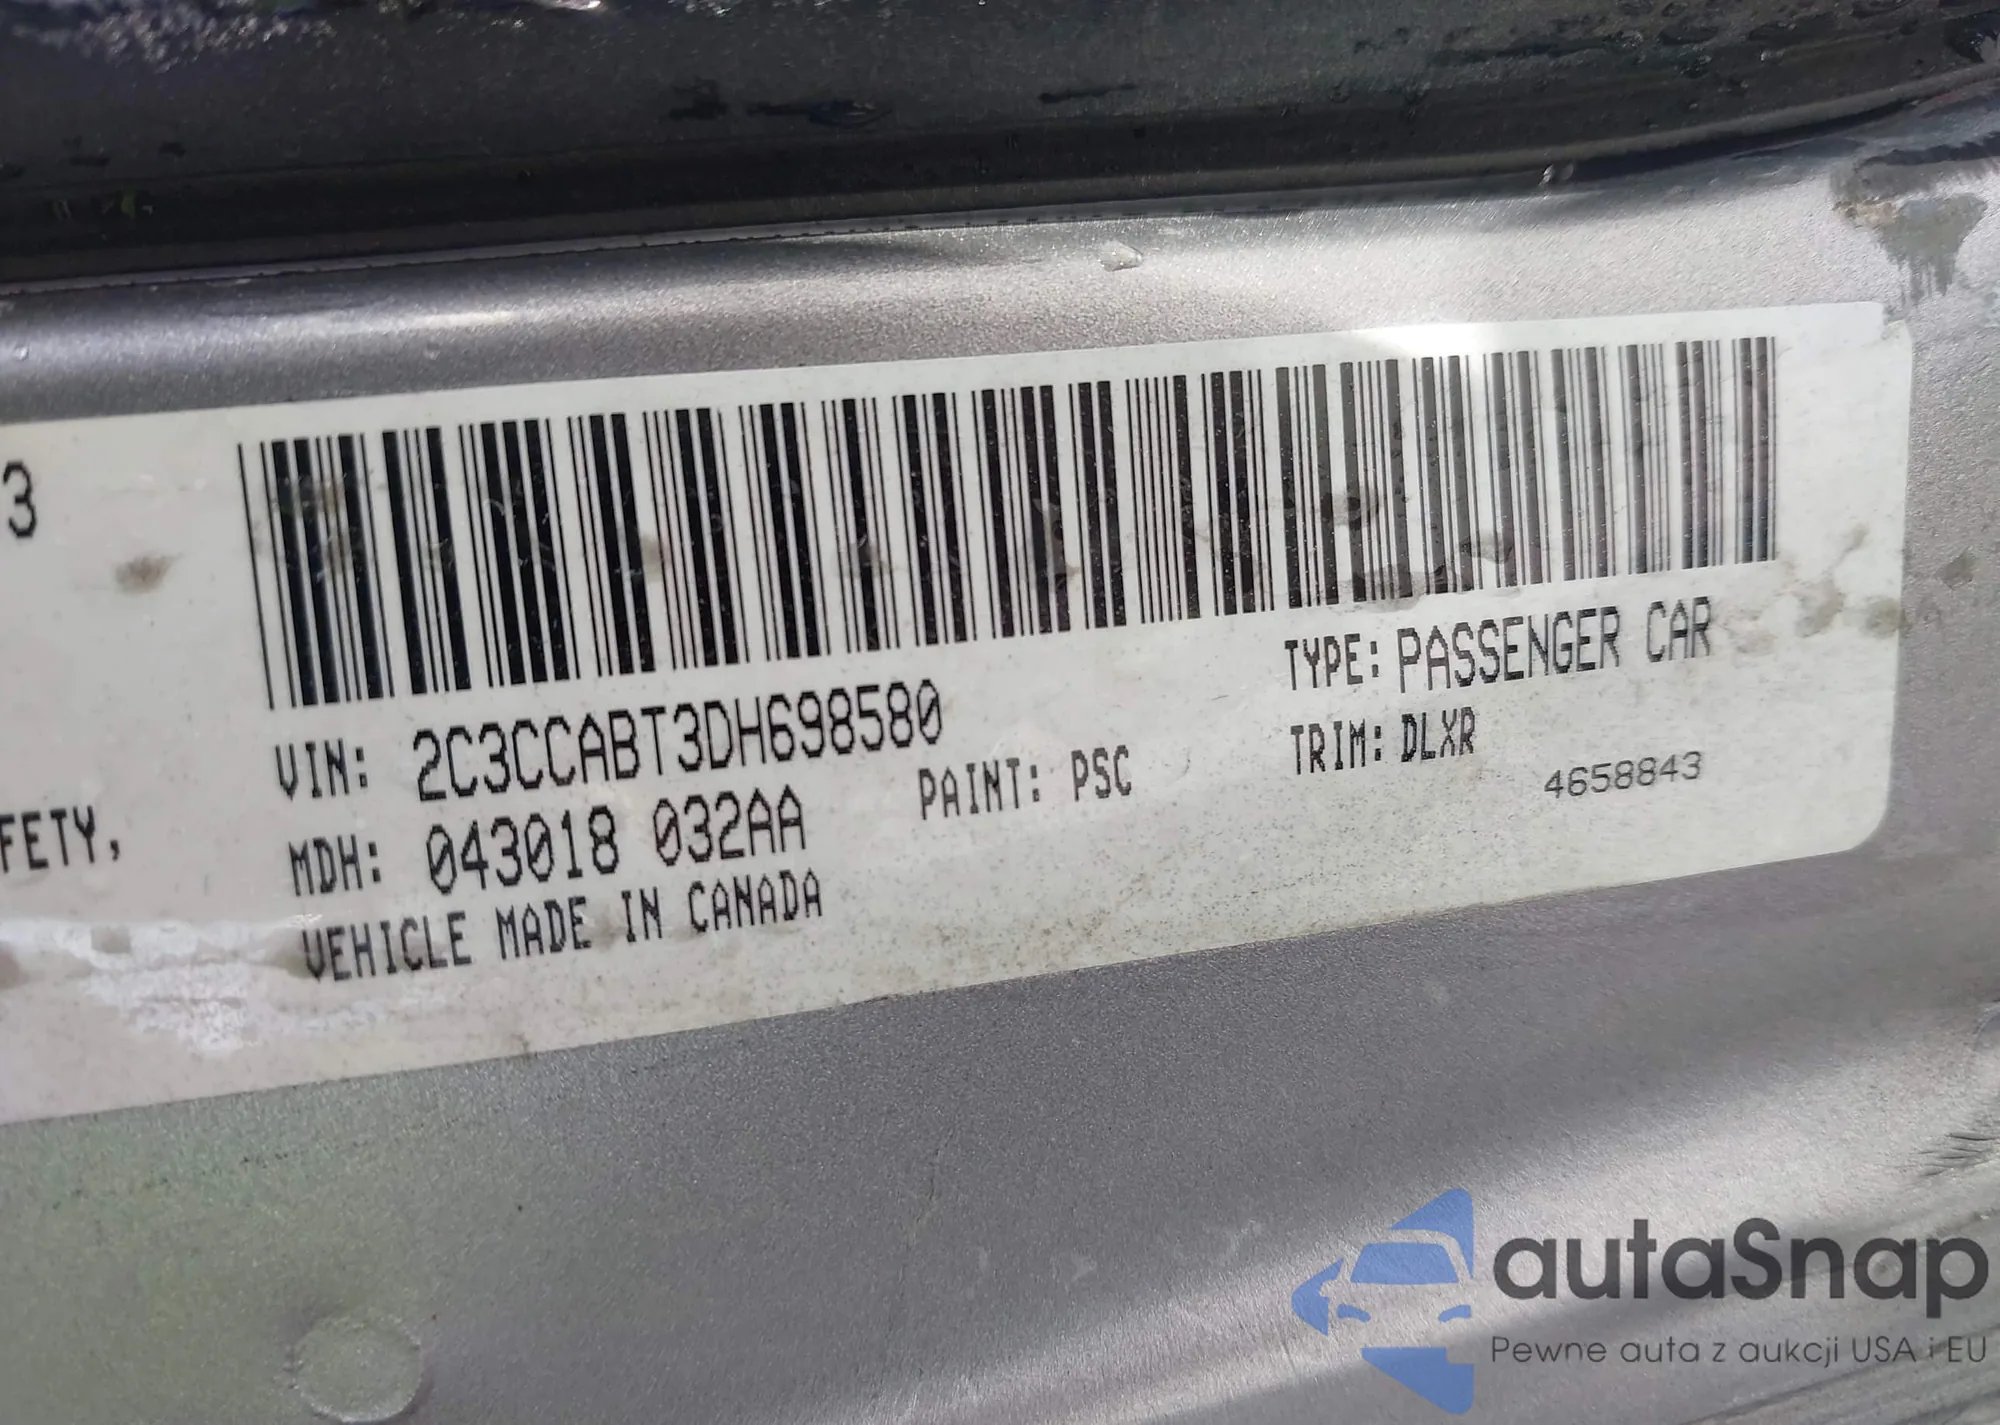 3
FETY,
VIN: 2C3CCABT3DH698580
MDH: 043018 032AA
PAINT: PSC
VEHICLE MADE IN CANADA
TYPE: PASSENGER CAR
TRIM: DLXR
4658843
autaSnap
Pewne auta z aukcji USA i EU